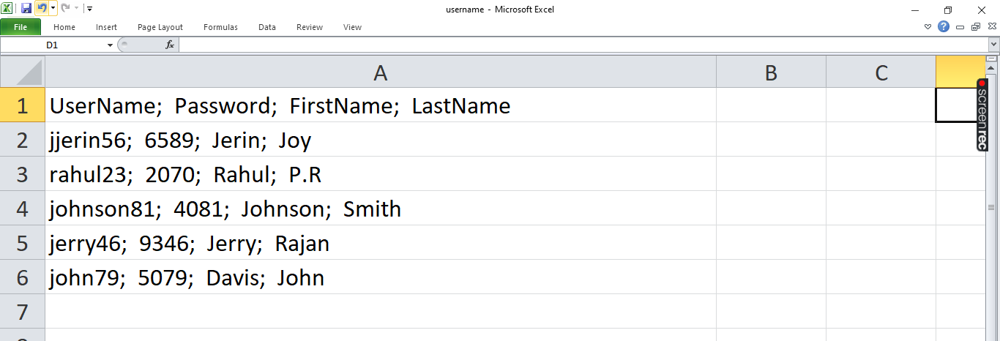 username - Microsoft Excel
File Home Insert Page Layout Formulas Data Review View
D1 fx
A B C
1 UserName; Password; FirstName; LastName
2 jjerin56; 6589; Jerin; Joy
3 rahul23; 2070; Rahul; P.R
4 johnson81; 4081; Johnson; Smith
5 jerry46; 9346; Jerry; Rajan
6 john79; 5079; Davis; John
7
screenrec